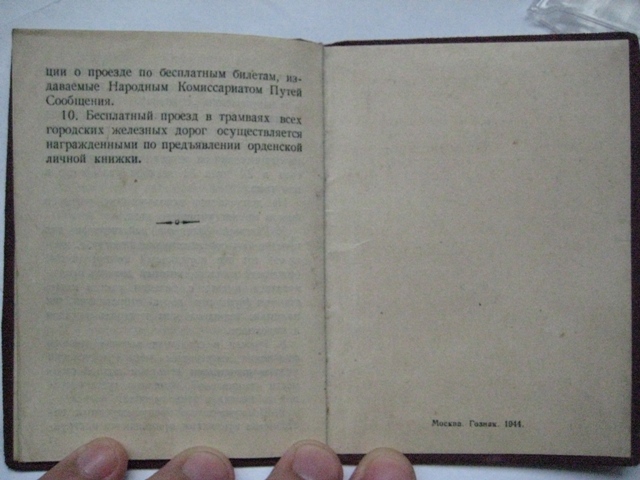 ции о проезде по бесплатным билетам, из-
даваемые Народным Комиссариатом Путей
Сообщения.
10. Бесплатный проезд в трамваях всех
городских железных дорог осуществляется
награжденными по предъявлении орденской
личной книжки.
Москва. Гознак. 1944.